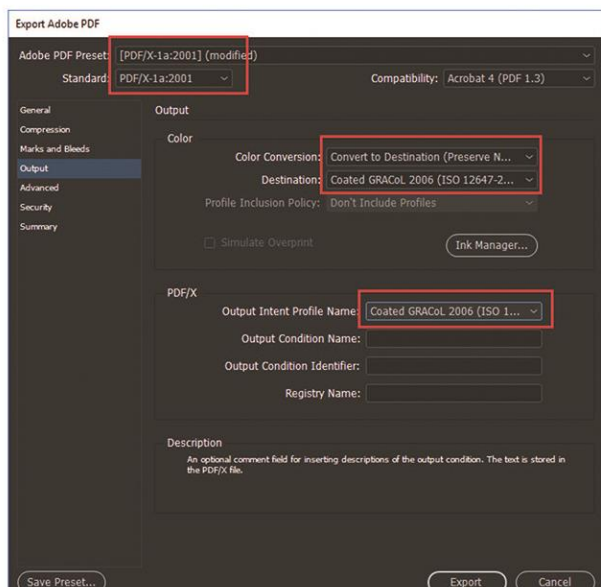 Export Adobe PDF
Adobe PDF Preset: [PDF/X-1a:2001] (modified)
Standard: PDF/X-1a:2001 Compatibility: Acrobat 4 (PDF 1.3)
General
Compression
Marks and Bleeds
Output
Advanced
Security
Summary
Output
Color
Color Conversion: Convert to Destination (Preserve N...
Destination: Coated GRACoL 2006 (ISO 12647-2...
Profile Inclusion Policy: Don't Include Profiles
Simulate Overprint Ink Manager...
PDF/X
Output Intent Profile Name: Coated GRACoL 2006 (ISO 1...
Output Condition Name:
Output Condition Identifier:
Registry Name:
Description
An optional comment field for inserting descriptions of the output condition. The text is stored in
the PDF/X file.
Save Preset... Export Cancel